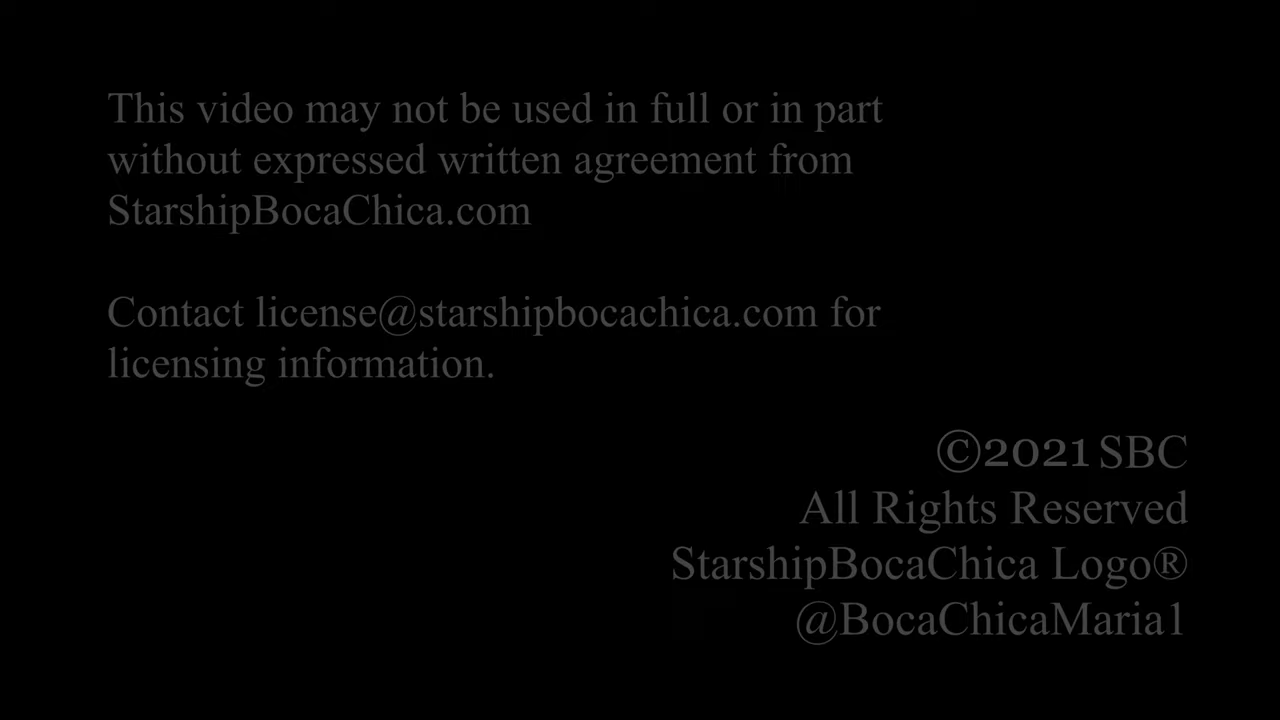 This video may not be used in full or in part
without expressed written agreement from
StarshipBocaChica.com
Contact license@starshipbocachica.com for
licensing information.
©2021 SBC
All Rights Reserved
StarshipBocaChica Logo®
@BocaChicaMaria1